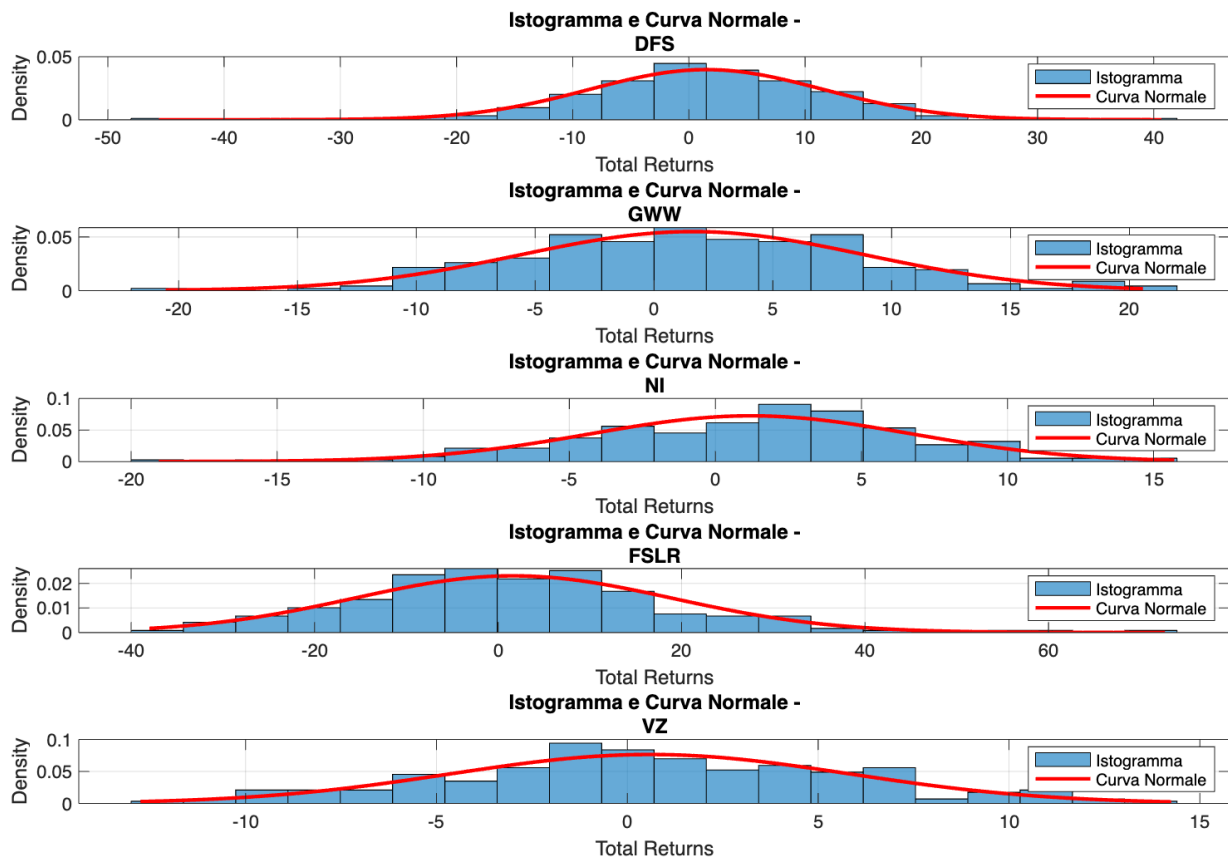 Istogramma e Curva Normale -
DFS
Density
0.05
0
Istogramma
Curva Normale
-50 -40 -30 -20 -10 0 10 20 30 40
Total Returns
Istogramma e Curva Normale -
GWW
Density
0.05
0
Istogramma
Curva Normale
-20 -15 -10 -5 0 5 10 15 20
Total Returns
Istogramma e Curva Normale -
NI
Density
0.1
0.05
0
Istogramma
Curva Normale
-20 -15 -10 -5 0 5 10 15
Total Returns
Istogramma e Curva Normale -
FSLR
Density
0.02
0.01
0
Istogramma
Curva Normale
-40 -20 0 20 40 60
Total Returns
Istogramma e Curva Normale -
VZ
Density
0.1
0.05
0
Istogramma
Curva Normale
-10 -5 0 5 10 15
Total Returns